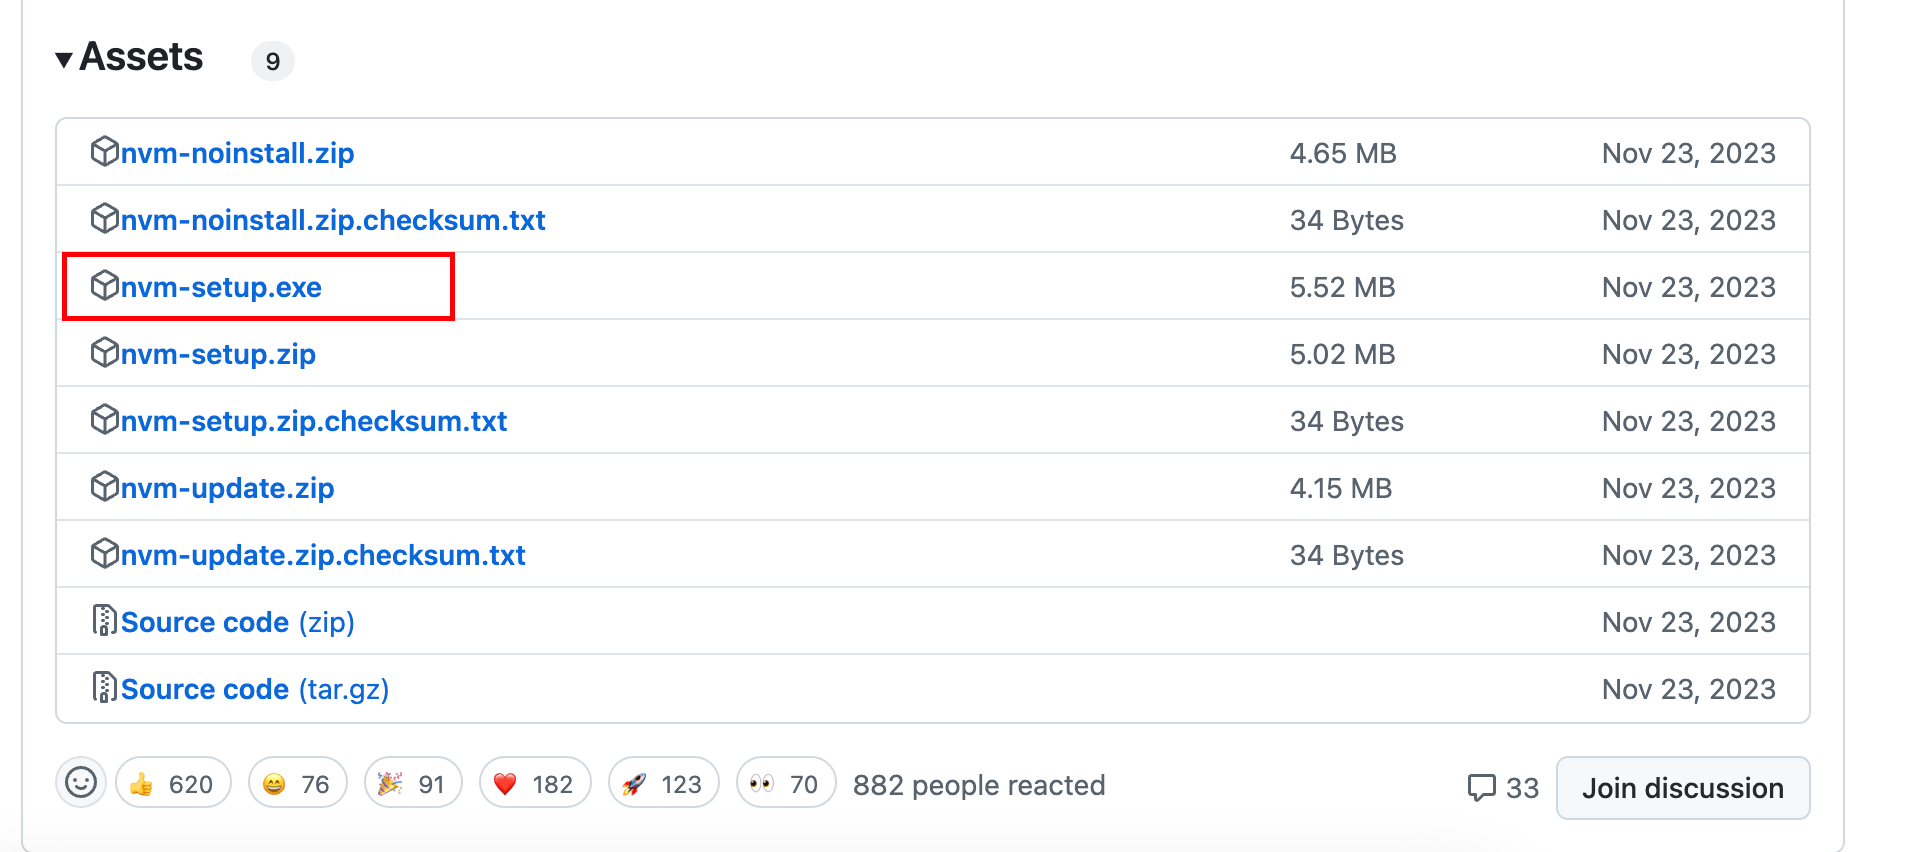 Assets 9
nvm-noinstall.zip 4.65 MB Nov 23, 2023
nvm-noinstall.zip.checksum.txt 34 Bytes Nov 23, 2023
nvm-setup.exe 5.52 MB Nov 23, 2023
nvm-setup.zip 5.02 MB Nov 23, 2023
nvm-setup.zip.checksum.txt 34 Bytes Nov 23, 2023
nvm-update.zip 4.15 MB Nov 23, 2023
nvm-update.zip.checksum.txt 34 Bytes Nov 23, 2023
Source code (zip) Nov 23, 2023
Source code (tar.gz) Nov 23, 2023
620 76 91 182 123 70 882 people reacted 33 Join discussion